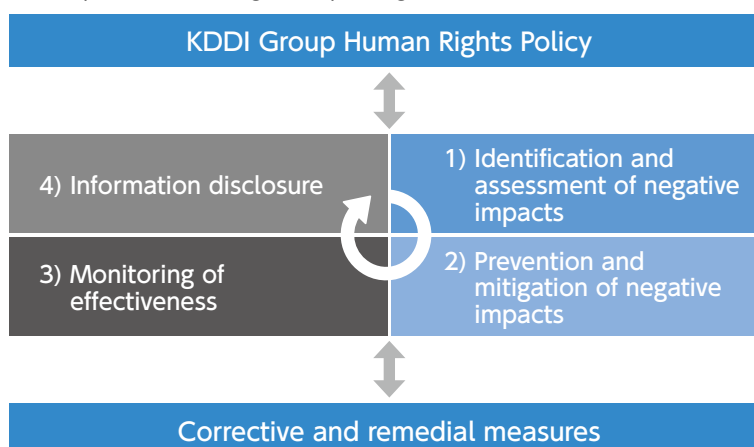 KDDI Group Human Rights Policy
4) Information disclosure
1) Identification and
assessment of negative
impacts
3) Monitoring of
effectiveness
2) Prevention and
mitigation of negative
impacts
Corrective and remedial measures